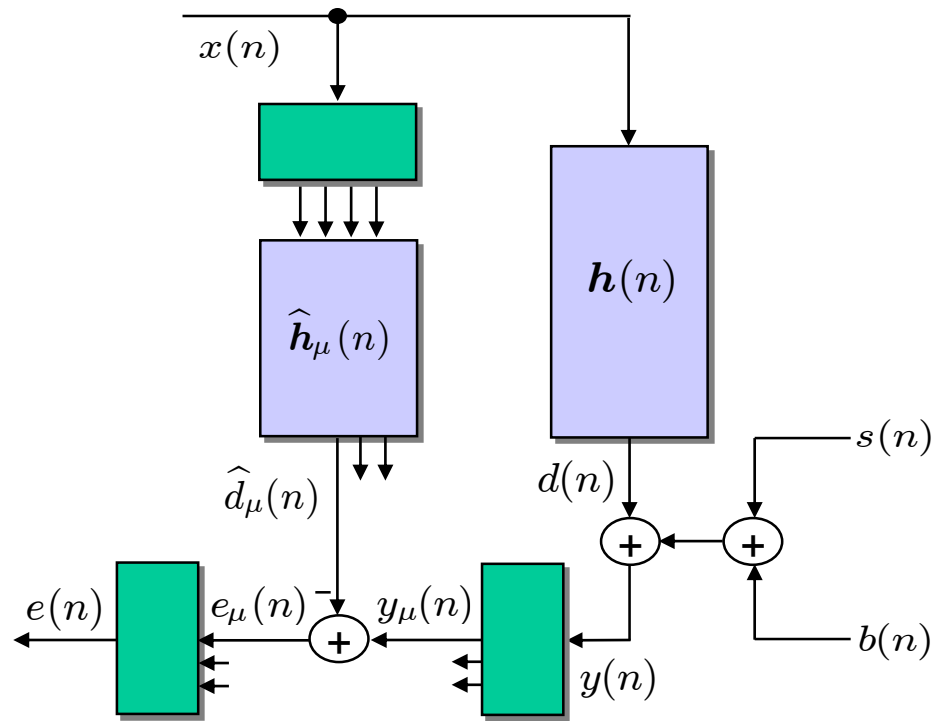 x(n)
h(n)
ĥ_μ(n)
s(n)
d(n)
d̂_μ(n)
+
+
e(n)
e_μ(n)
−
y_μ(n)
+
b(n)
y(n)